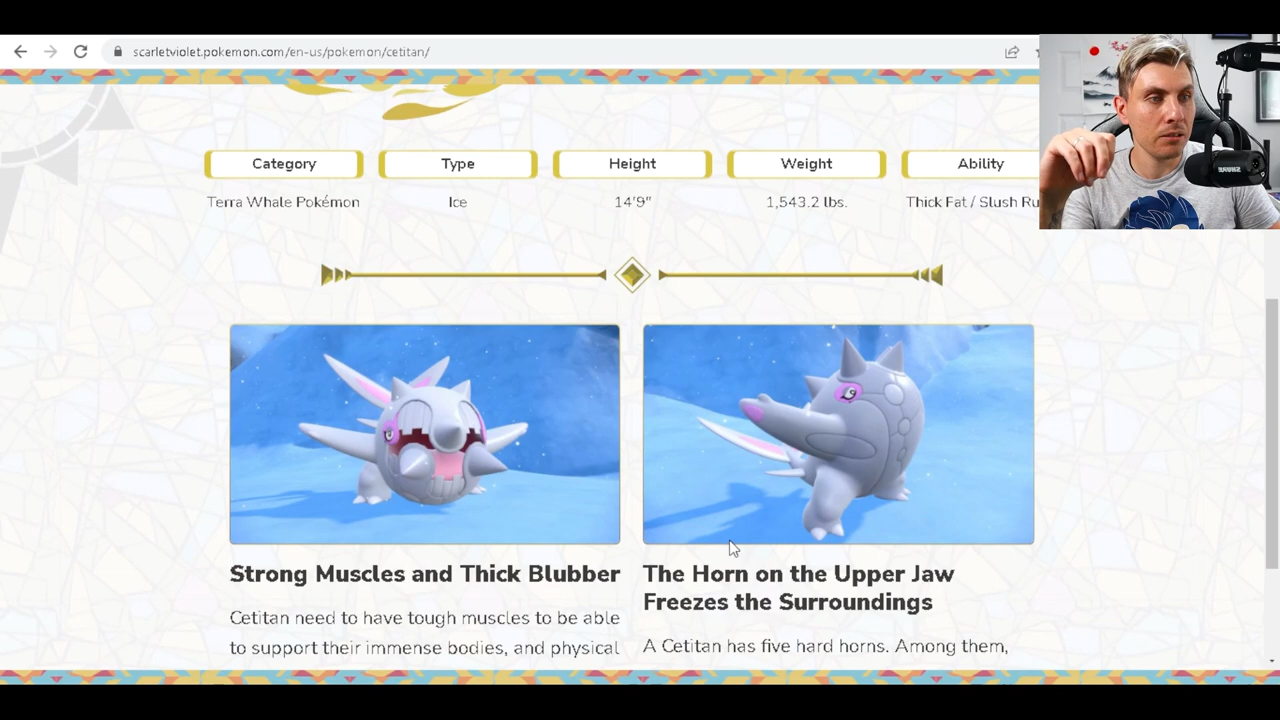 scarletviolet.pokemon.com/en-us/pokemon/cetitan/
Category Type Height Weight Ability
Terra Whale Pokémon Ice 14'9" 1,543.2 lbs. Thick Fat / Slush Ru
Strong Muscles and Thick Blubber
Cetitan need to have tough muscles to be able
to support their immense bodies, and physical
The Horn on the Upper Jaw
Freezes the Surroundings
A Cetitan has five hard horns. Among them,